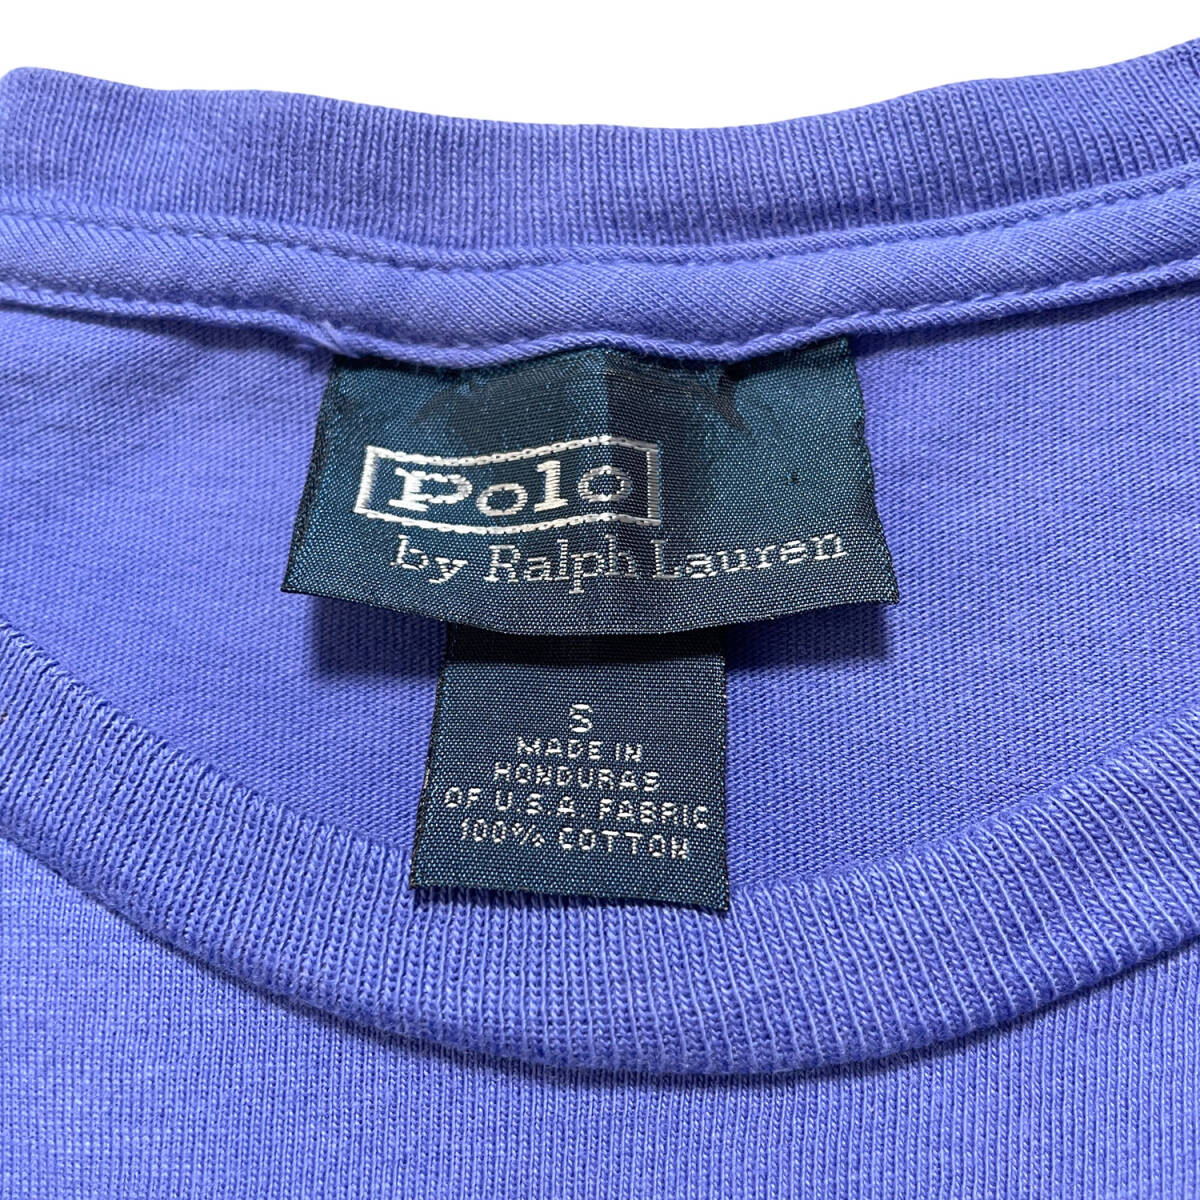 Polo
by Ralph Lauren
S
MADE IN
HONDURAS
OF U.S.A. FABRIC
100% COTTON